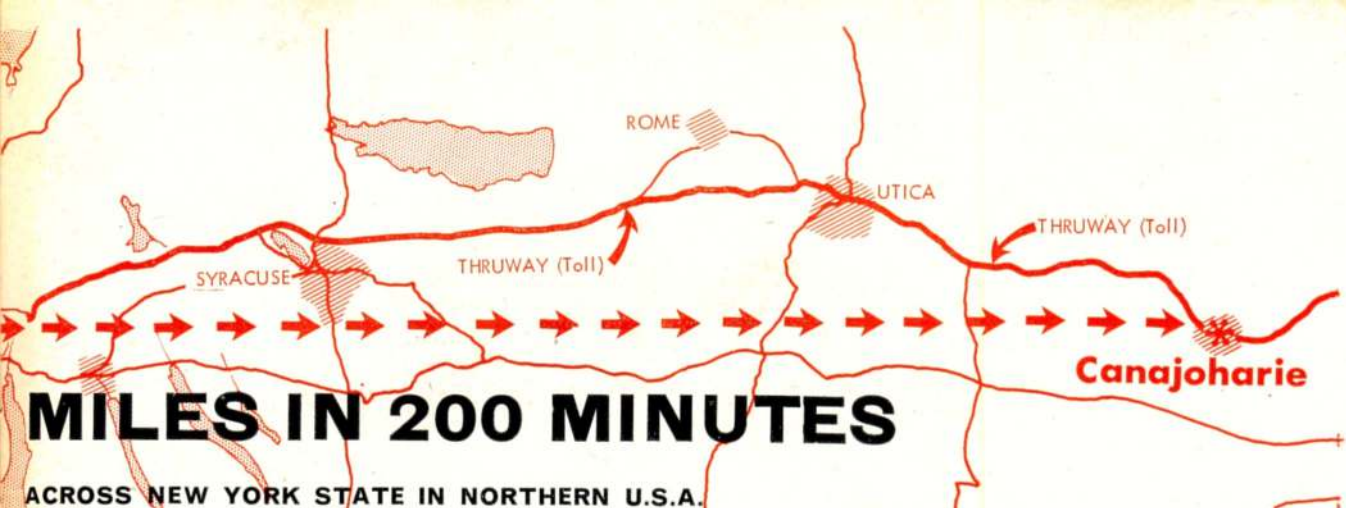 ROME
UTICA
THRUWAY (Toll)
THRUWAY (Toll)
SYRACUSE
Canajoharie
MILES IN 200 MINUTES
ACROSS NEW YORK STATE IN NORTHERN U.S.A.